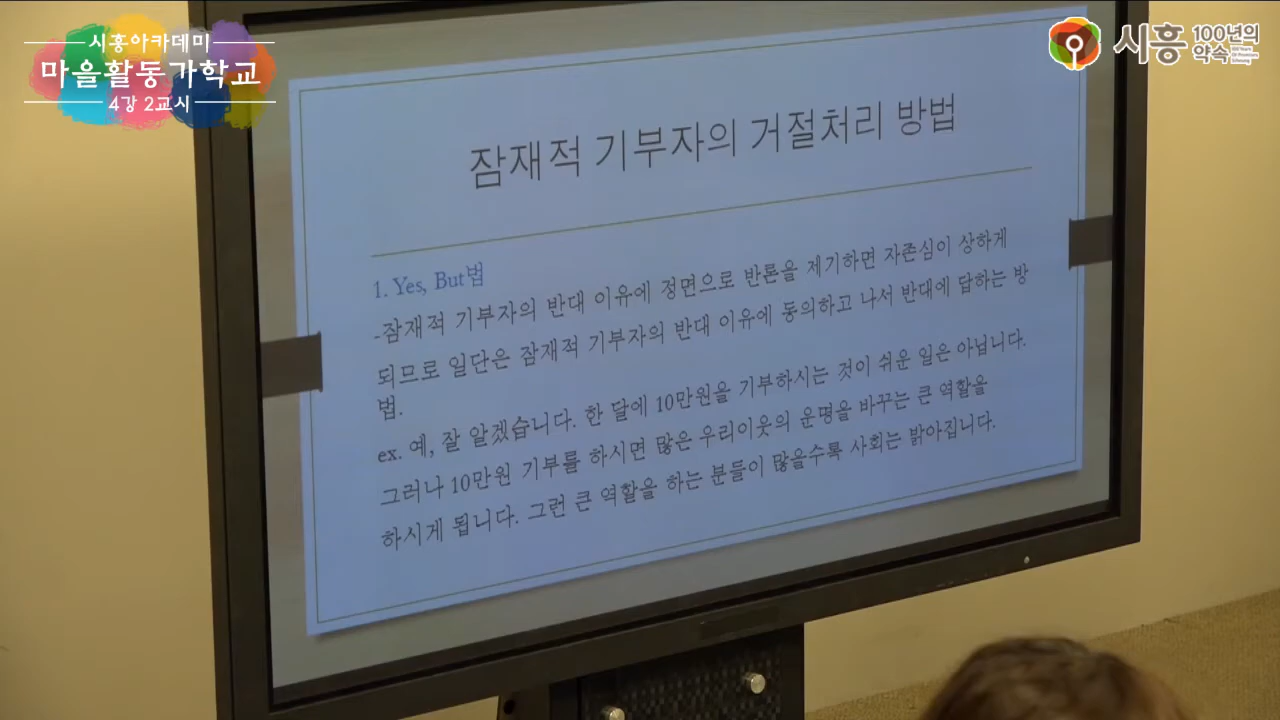 시흥아카데미
마을활동가학교
4강 2교시
시흥 100년의
약속
잠재적 기부자의 거절처리 방법
1. Yes, But법
-잠재적 기부자의 반대 이유에 정면으로 반론을 제기하면 자존심이 상하게
되므로 일단은 잠재적 기부자의 반대 이유에 동의하고 나서 반대에 답하는 방
법.
ex. 예, 잘 알겠습니다. 한 달에 10만원을 기부하시는 것이 쉬운 일은 아닙니다.
그러나 10만원 기부를 하시면 많은 우리이웃의 운명을 바꾸는 큰 역할을
하시게 됩니다. 그런 큰 역할을 하는 분들이 많을수록 사회는 밝아집니다.